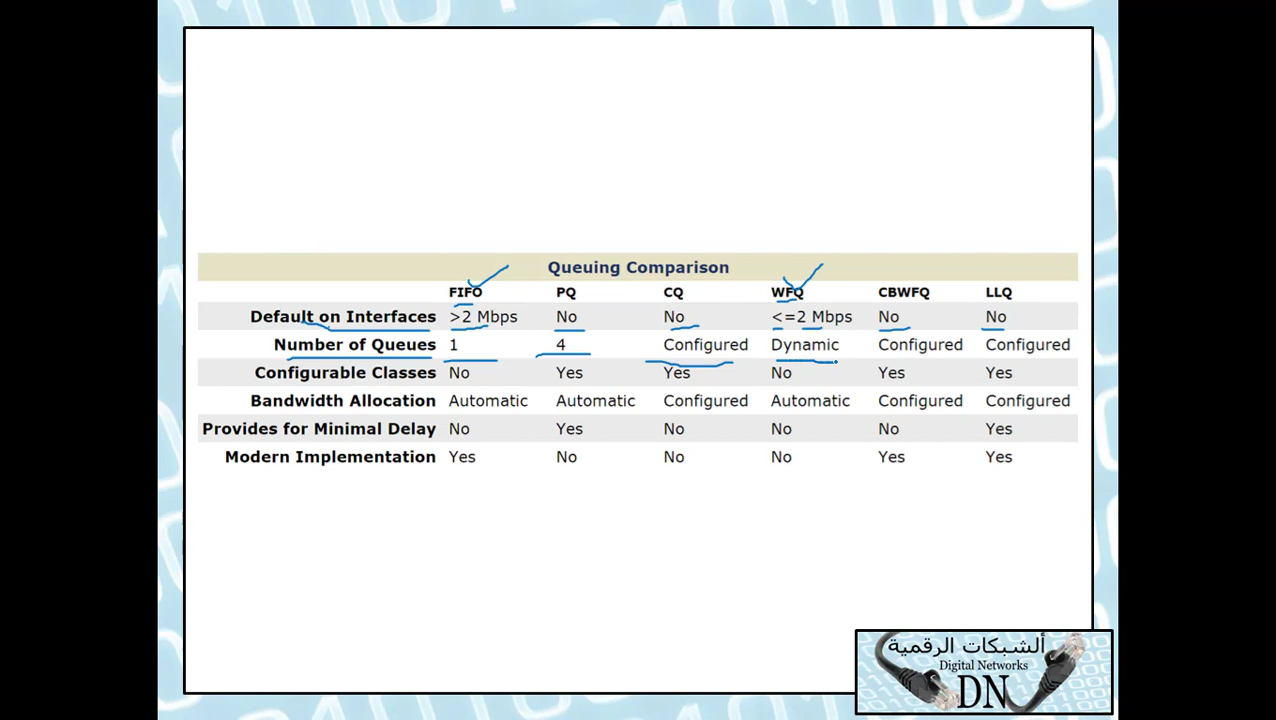 Queuing Comparison
FIFO PQ CQ WFQ CBWFQ LLQ
Default on Interfaces >2 Mbps No No <=2 Mbps No No
Number of Queues 1 4 Configured Dynamic Configured Configured
Configurable Classes No Yes Yes No Yes Yes
Bandwidth Allocation Automatic Automatic Configured Automatic Configured Configured
Provides for Minimal Delay No Yes No No No Yes
Modern Implementation Yes No No No Yes Yes
ألشبكات الرقمية
Digital Networks
DN